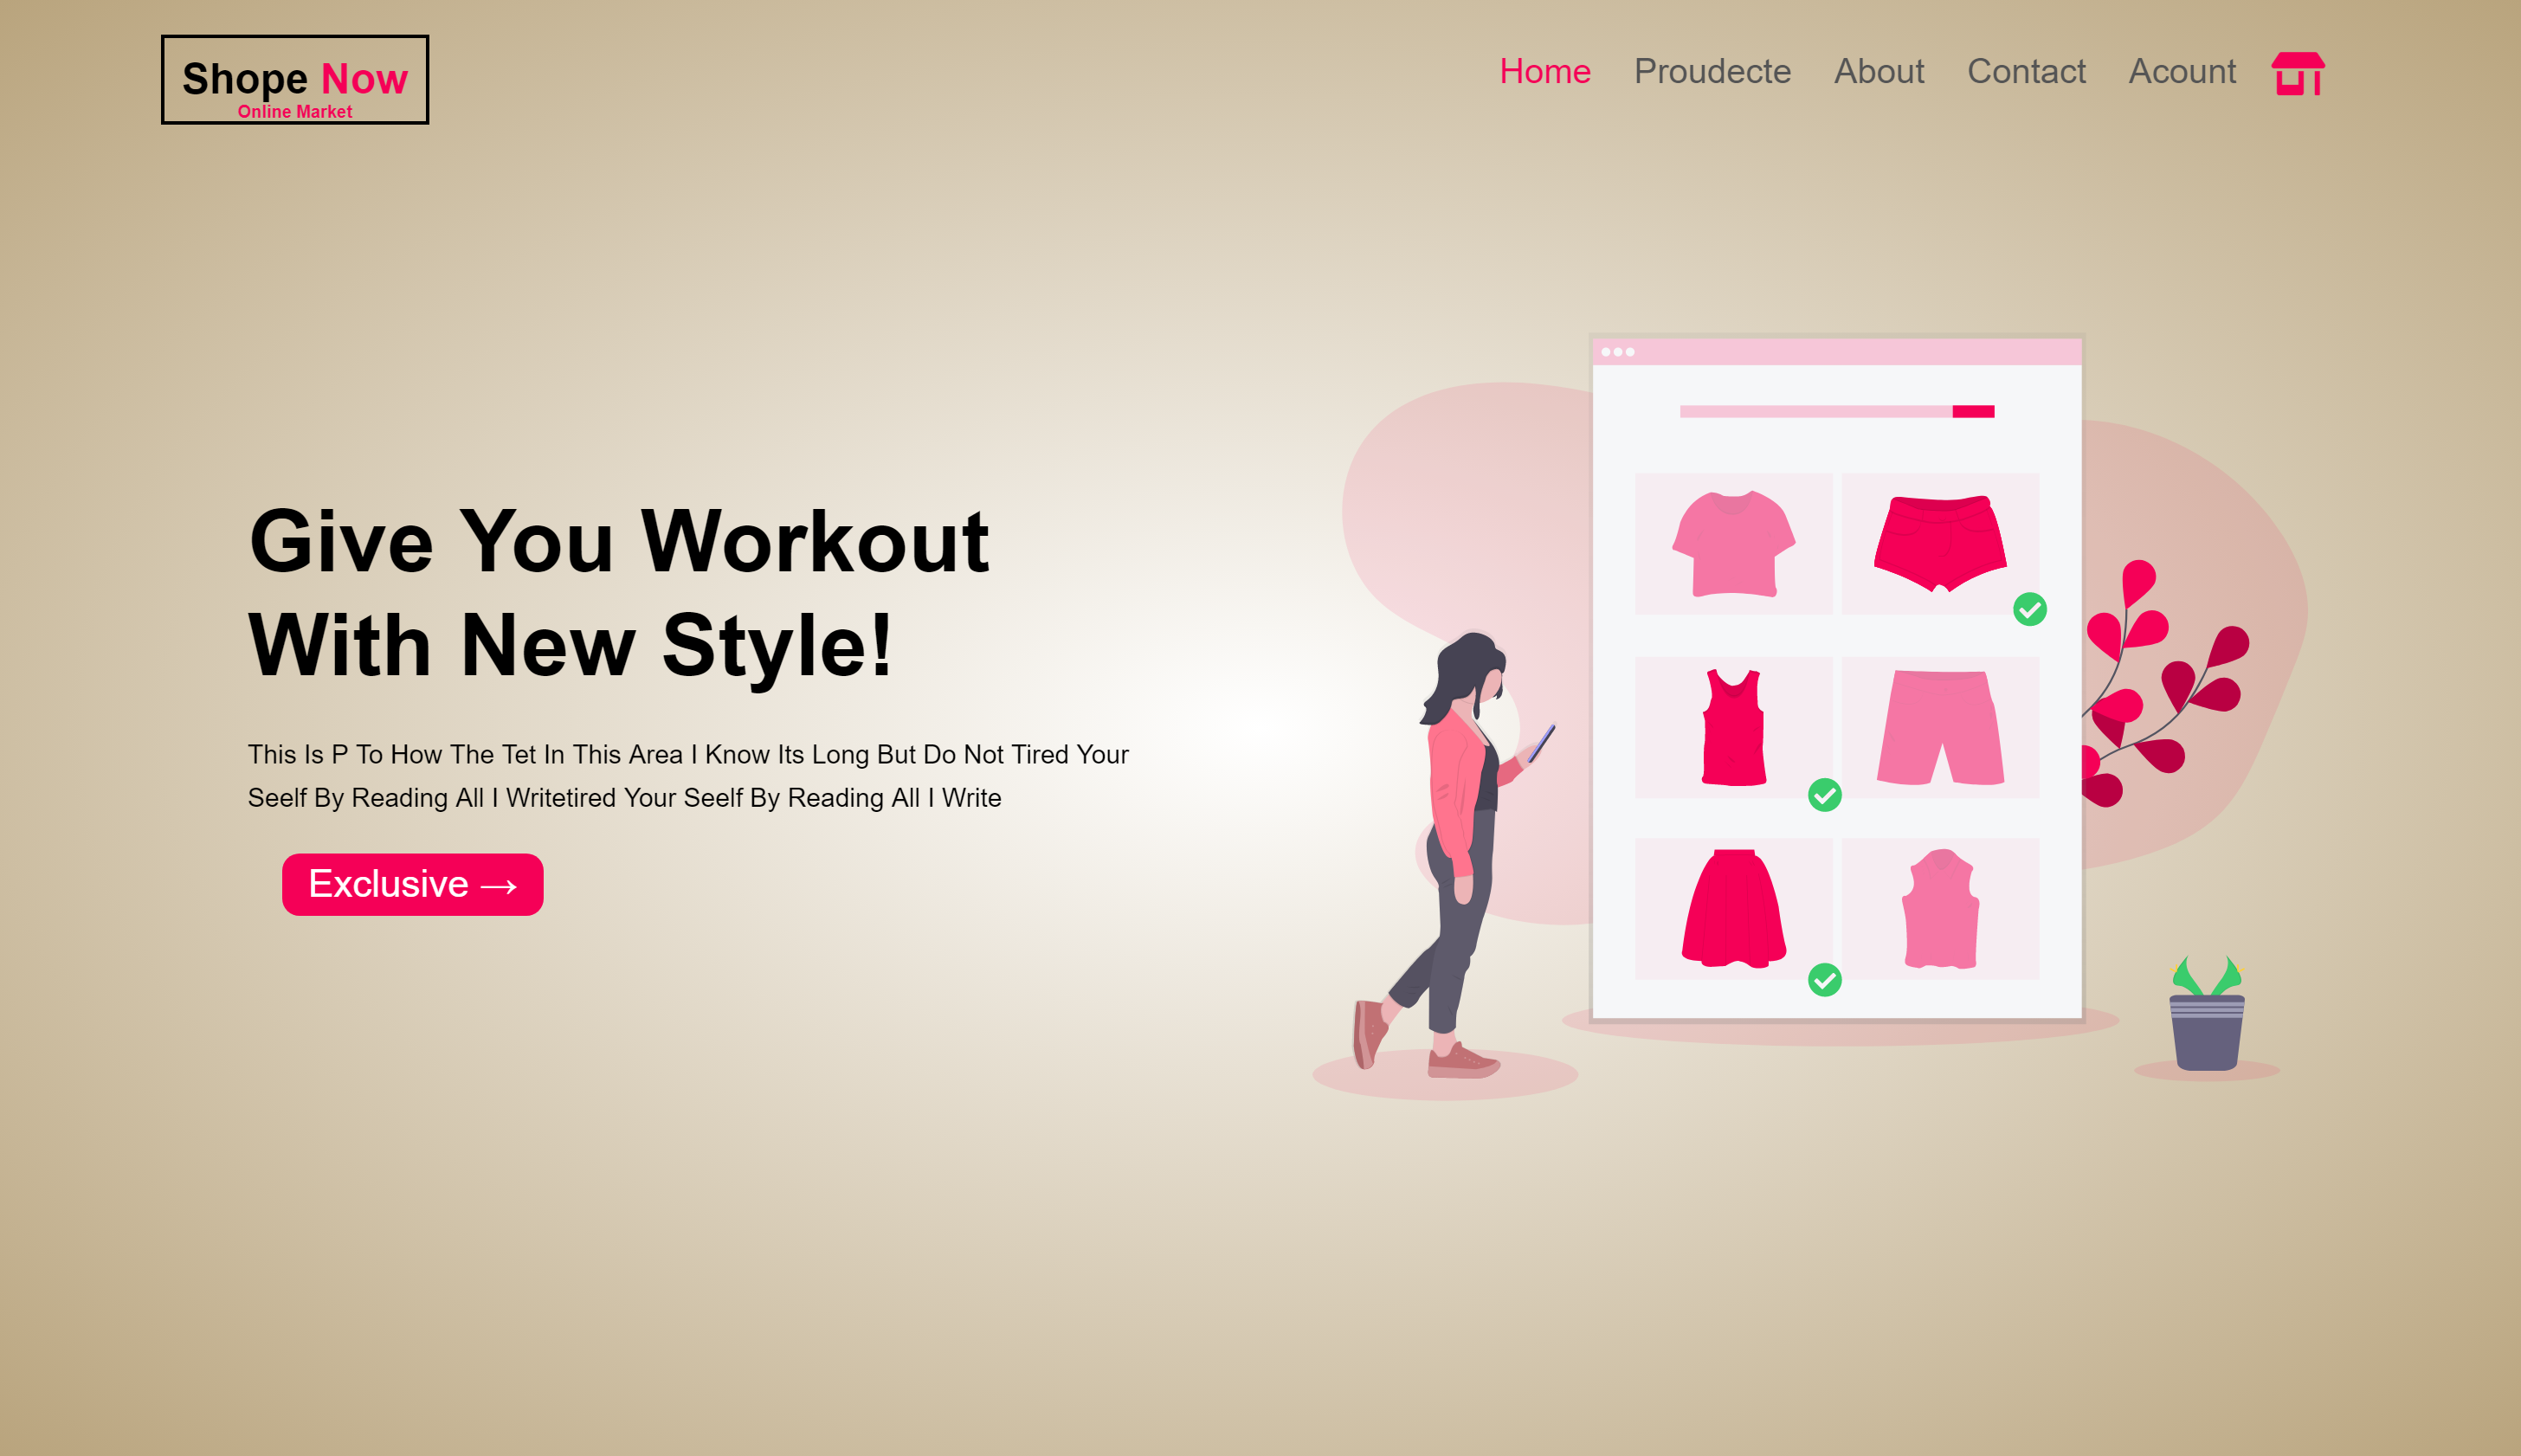 Shope Now
Online Market
Home Proudecte About Contact Acount
Give You Workout
With New Style!
This Is P To How The Tet In This Area I Know Its Long But Do Not Tired Your
Seelf By Reading All I Writetired Your Seelf By Reading All I Write
Exclusive →